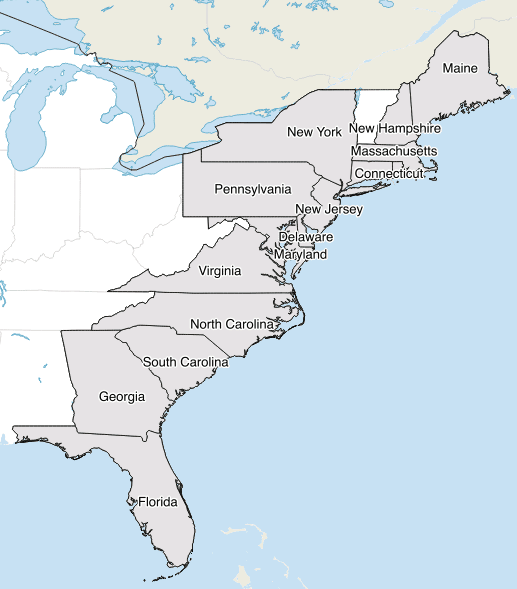 Maine
New York
New Hampshire
Massachusetts
Connecticut
Pennsylvania
New Jersey
Delaware
Maryland
Virginia
North Carolina
South Carolina
Georgia
Florida